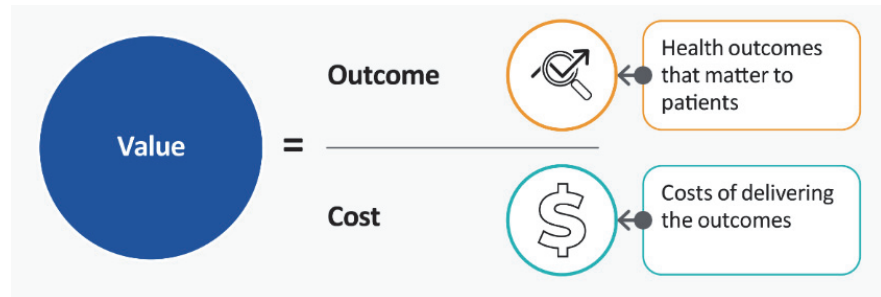 Value
=
Outcome
Health outcomes
that matter to
patients
Cost
$
Costs of delivering
the outcomes